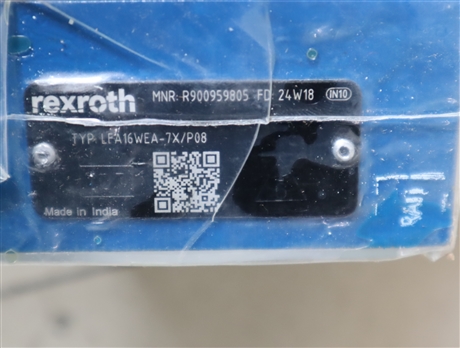 rexroth MNR: R900959805 FD: 24W18 IN10
TYP: LFA16WEA-7X/P08
Made in India